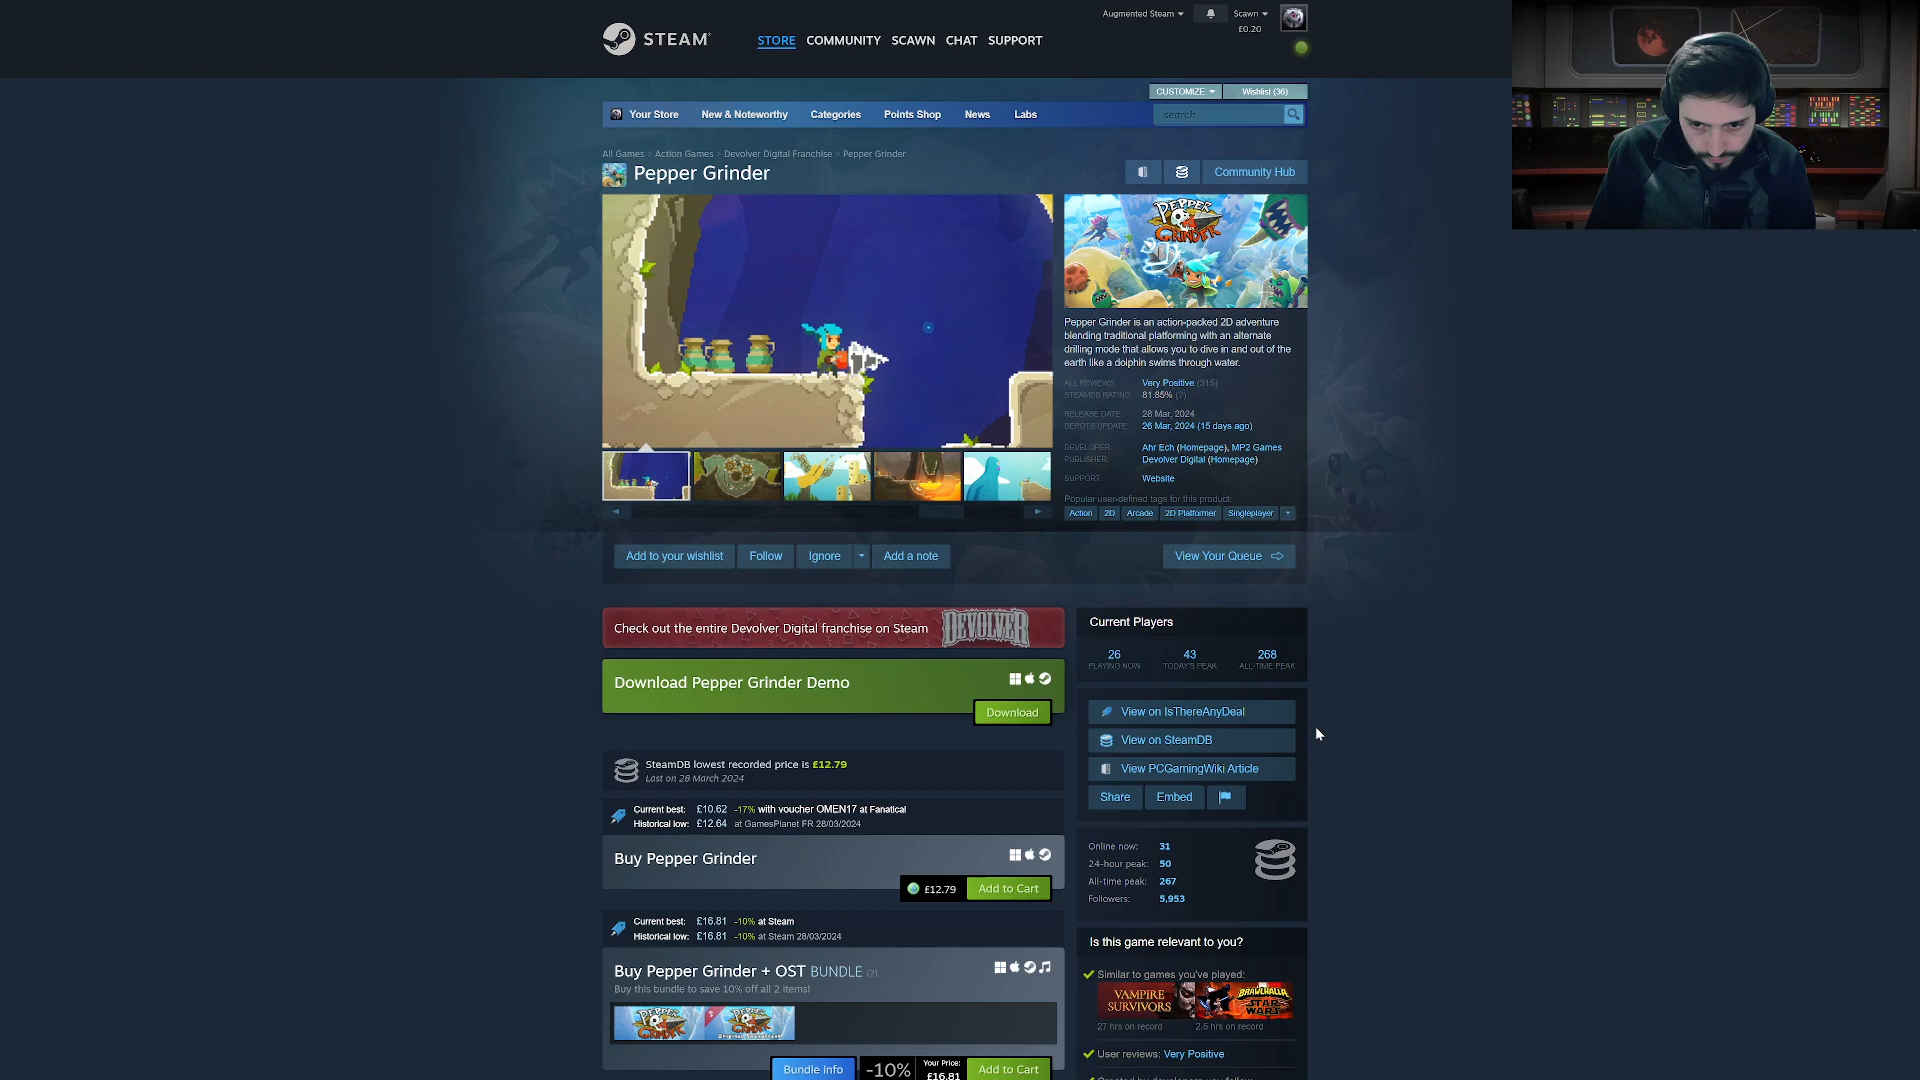 Augmented Steam
Scawn
£0.20
STEAM
STORE COMMUNITY SCAWN CHAT SUPPORT
CUSTOMIZE
Wishlist (36)
Your Store New & Noteworthy Categories Points Shop News Labs
search
All Games > Action Games > Devolver Digital Franchise > Pepper Grinder
Pepper Grinder
Community Hub
PEPPER
GRINDER
Pepper Grinder is an action-packed 2D adventure
blending traditional platforming with an alternate
drilling mode that allows you to dive in and out of the
earth like a dolphin swims through water.
ALL REVIEWS: Very Positive (315)
STEAMDB RATING: 81.85% (?)
RELEASE DATE: 28 Mar, 2024
DEPOTS UPDATE: 26 Mar, 2024 (15 days ago)
DEVELOPER: Ahr Ech (Homepage), MP2 Games
PUBLISHER: Devolver Digital (Homepage)
SUPPORT: Website
Popular user-defined tags for this product:
Action 2D Arcade 2D Platformer Singleplayer +
Add to your wishlist Follow Ignore Add a note
View Your Queue
Check out the entire Devolver Digital franchise on Steam
DEVOLVER
Download Pepper Grinder Demo
Download
SteamDB lowest recorded price is £12.79
Last on 28 March 2024
Current best: £10.62 -17% with voucher OMEN17 at Fanatical
Historical low: £12.64 at GamesPlanet FR 28/03/2024
Buy Pepper Grinder
£12.79 Add to Cart
Current best: £16.81 -10% at Steam
Historical low: £16.81 -10% at Steam 28/03/2024
Buy Pepper Grinder + OST BUNDLE (?)
Buy this bundle to save 10% off all 2 items!
PEPPER GRINDER
PEPPER GRINDER
Original Soundtrack
Bundle info -10% Your Price:
£16.81 Add to Cart
Current Players
26 43 268
PLAYING NOW TODAY'S PEAK ALL-TIME PEAK
View on IsThereAnyDeal
View on SteamDB
View PCGamingWiki Article
Share Embed
Online now: 31
24-hour peak: 50
All-time peak: 267
Followers: 5,953
Is this game relevant to you?
Similar to games you've played:
VAMPIRE
SURVIVORS
BRAWLHALLA
STAR
WARS
27 hrs on record 2.5 hrs on record
User reviews: Very Positive